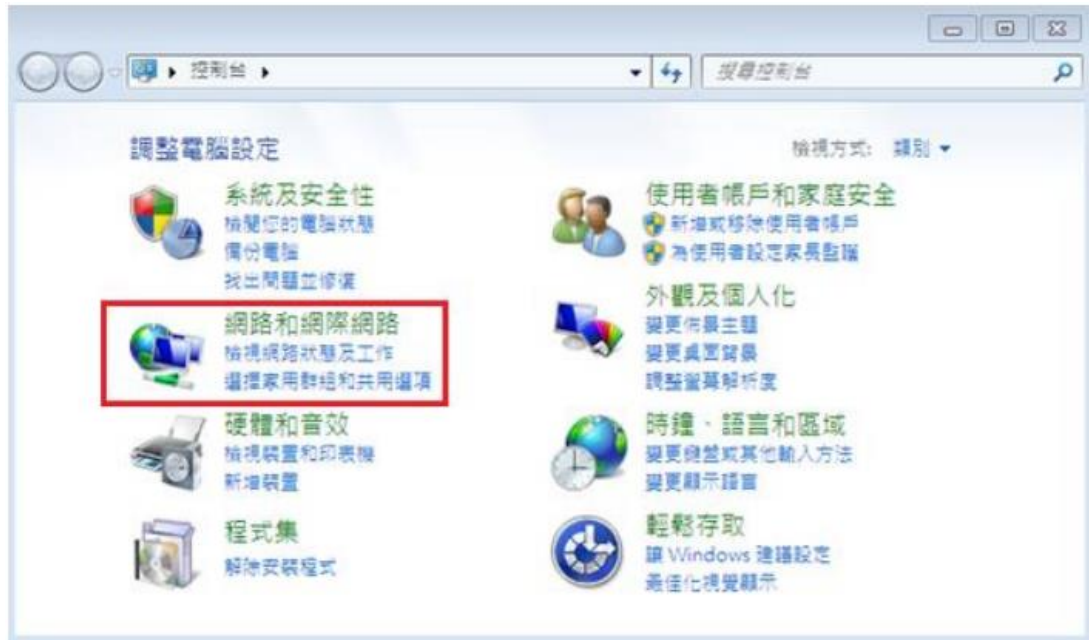 控制台
搜尋控制台
調整電腦設定
檢視方式: 類別
系統及安全性
檢閱您的電腦狀態
備份電腦
找出問題並修復
網路和網際網路
檢視網路狀態及工作
選擇家用群組和共用選項
硬體和音效
檢視裝置和印表機
新增裝置
程式集
解除安裝程式
使用者帳戶和家庭安全
新增或移除使用者帳戶
為使用者設定家長監護
外觀及個人化
變更佈景主題
變更桌面背景
調整螢幕解析度
時鐘、語言和區域
變更鍵盤或其他輸入方法
變更顯示語言
輕鬆存取
讓 Windows 建議設定
最佳化視覺顯示